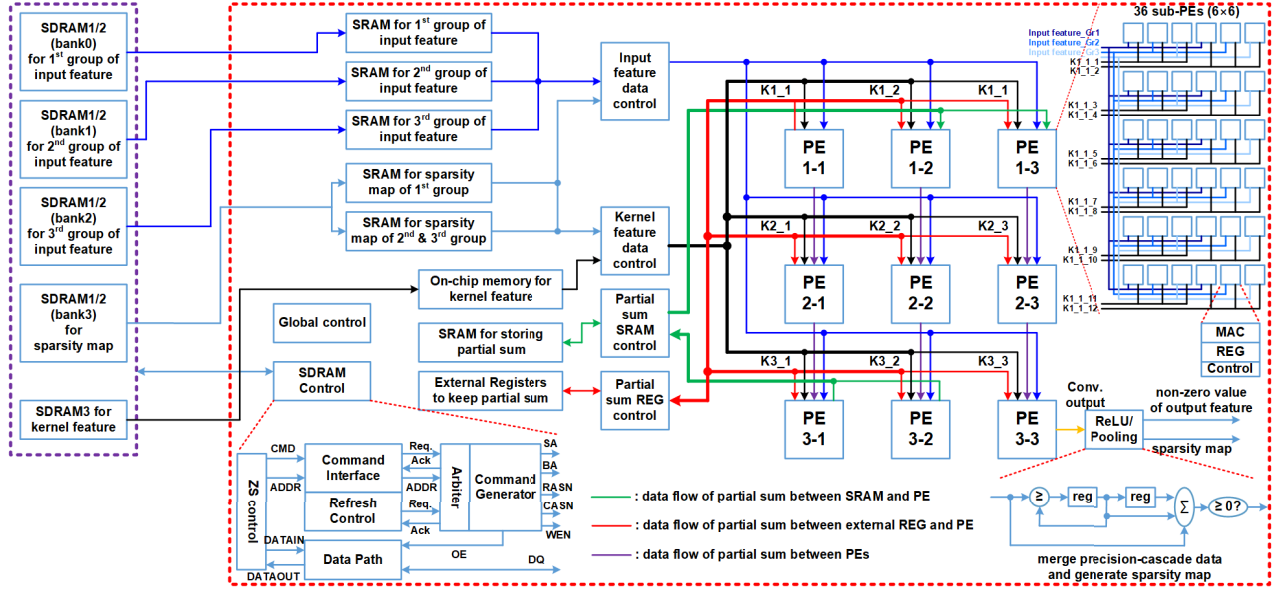 SDRAM1/2
(bank0)
for 1st group of
input feature
SDRAM1/2
(bank1)
for 2nd group of
input feature
SDRAM1/2
(bank2)
for 3rd group of
input feature
SDRAM1/2
(bank3)
for
sparsity map
SDRAM3 for
kernel feature
SRAM for 1st group of
input feature
SRAM for 2nd group of
input feature
SRAM for 3rd group of
input feature
SRAM for sparsity
map of 1st group
SRAM for sparsity
map of 2nd & 3rd group
On-chip memory for
kernel feature
Global control
SRAM for storing
partial sum
SDRAM
Control
External Registers
to keep partial sum
Input
feature
data
control
Kernel
feature
data
control
Partial
sum
SRAM
control
Partial
sum REG
control
K1_1
K1_2
K1_1
PE
1-1
PE
1-2
PE
1-3
K2_1
K2_2
K2_3
PE
2-1
PE
2-2
PE
2-3
K3_1
K3_2
K3_3
PE
3-1
PE
3-2
PE
3-3
36 sub-PEs (6×6)
Input feature_Gr1
Input feature_Gr2
Input feature_Gr3
K1_1_1
K1_1_2
K1_1_3
K1_1_4
K1_1_5
K1_1_6
K1_1_7
K1_1_8
K1_1_9
K1_1_10
K1_1_11
K1_1_12
MAC
REG
Control
Conv.
output
ReLU/
Pooling
non-zero value
of output feature
sparsity map
≥
reg
reg
Σ
≥ 0?
merge precision-cascade data
and generate sparsity map
ZS control
CMD
ADDR
DATAIN
DATAOUT
Command
Interface
Refresh
Control
Data Path
Req.
Ack
ADDR
Req.
Ack
Arbiter
Command
Generator
OE
SA
BA
RASN
CASN
WEN
DQ
: data flow of partial sum between SRAM and PE
: data flow of partial sum between external REG and PE
: data flow of partial sum between PEs